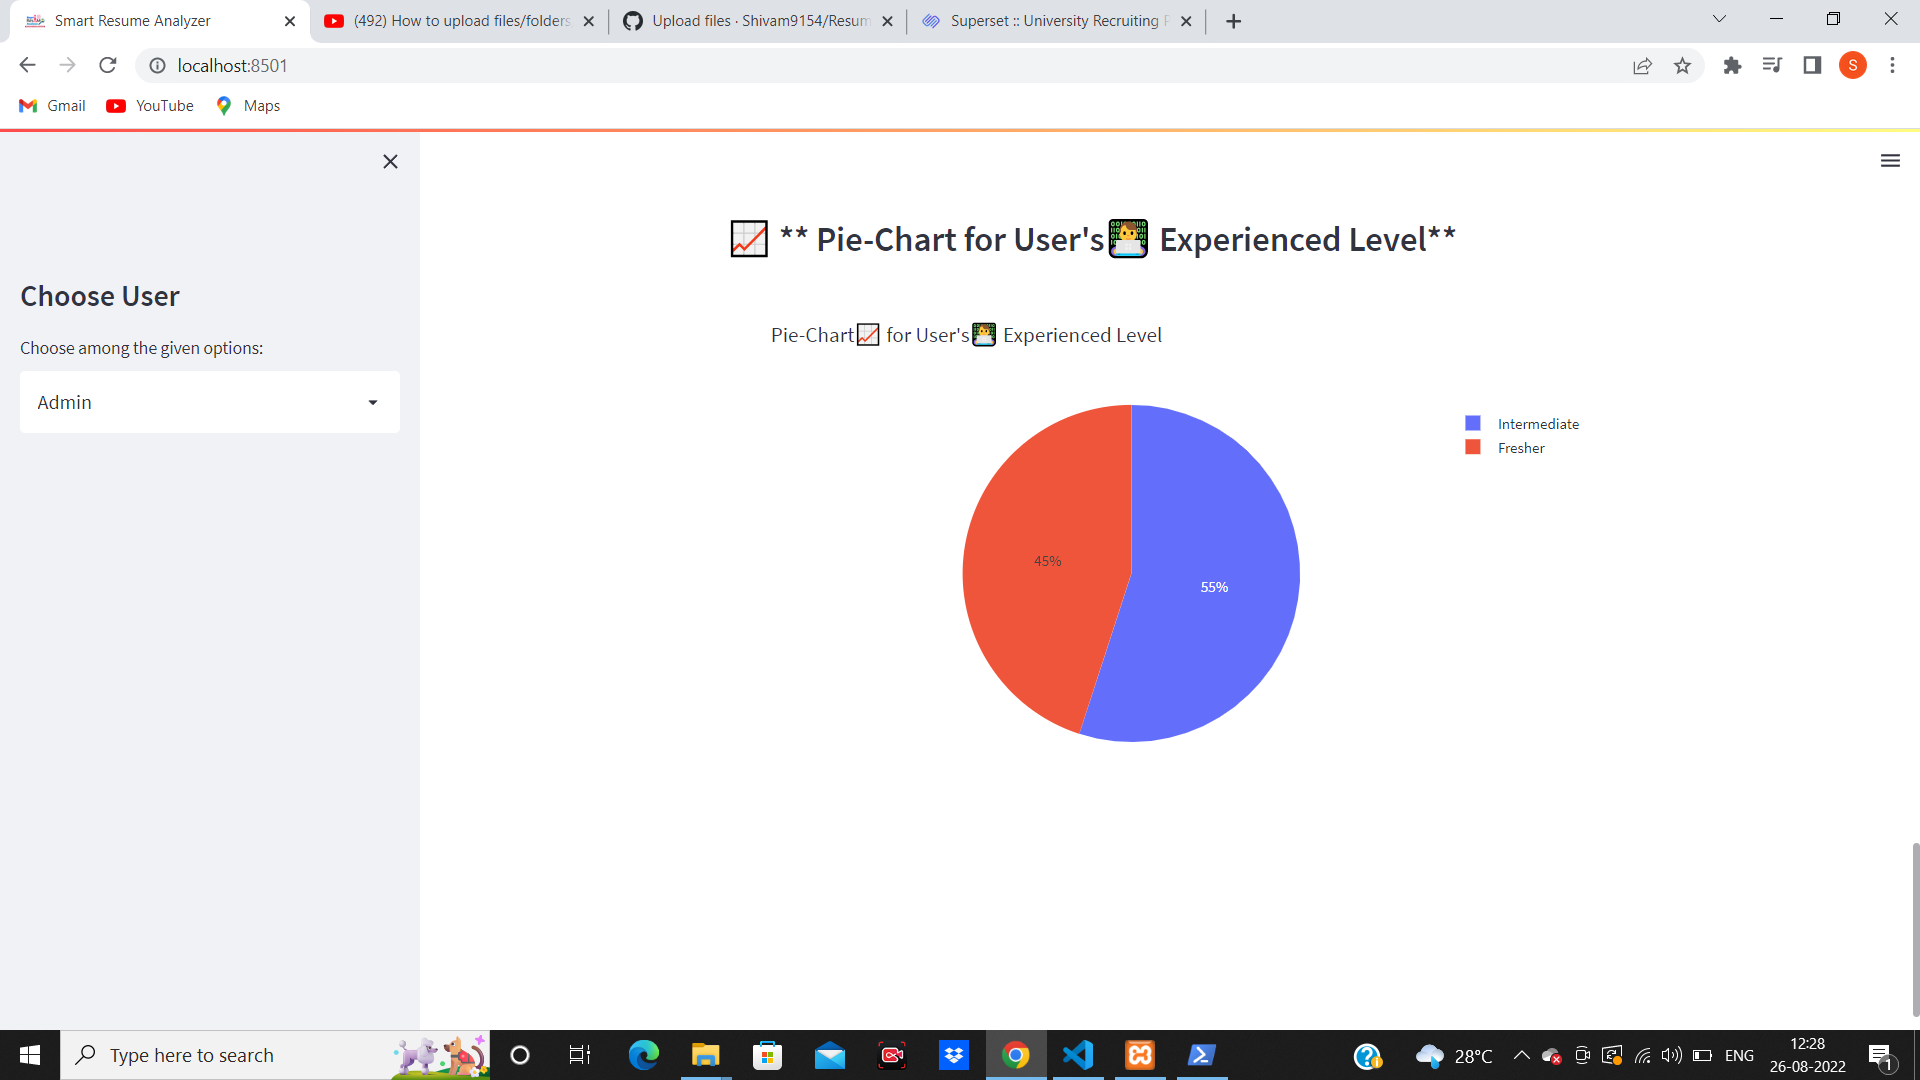 Smart Resume Analyzer
(492) How to upload files/folders
Upload files · Shivam9154/Resum
Superset :: University Recruiting P
localhost:8501
S
Gmail
YouTube
Maps
** Pie-Chart for User's Experienced Level**
Choose User
Choose among the given options:
Admin
Pie-Chart for User's Experienced Level
Intermediate
Fresher
45%
55%
Type here to search
28°C
ENG
12:28
26-08-2022
1